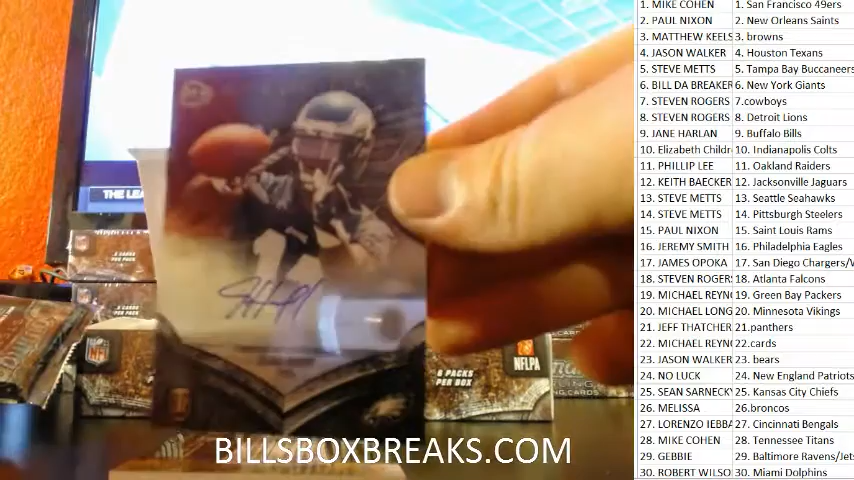 1. MIKE COHEN 1. San Francisco 49ers
2. PAUL NIXON 2. New Orleans Saints
3. MATTHEW KEELS 3. browns
4. JASON WALKER 4. Houston Texans
5. STEVE METTS 5. Tampa Bay Buccaneers
6. BILL DA BREAKER 6. New York Giants
7. STEVEN ROGERS 7.cowboys
8. STEVEN ROGERS 8. Detroit Lions
9. JANE HARLAN 9. Buffalo Bills
10. Elizabeth Childr 10. Indianapolis Colts
11. PHILLIP LEE 11. Oakland Raiders
12. KEITH BAECKER 12. Jacksonville Jaguars
13. STEVE METTS 13. Seattle Seahawks
14. STEVE METTS 14. Pittsburgh Steelers
15. PAUL NIXON 15. Saint Louis Rams
16. JEREMY SMITH 16. Philadelphia Eagles
17. JAMES OPOKA 17. San Diego Chargers/V
18. STEVEN ROGERS 18. Atlanta Falcons
19. MICHAEL REYN 19. Green Bay Packers
20. MICHAEL LONG 20. Minnesota Vikings
21. JEFF THATCHER 21.panthers
22. MICHAEL REYN 22.cards
23. JASON WALKER 23. bears
24. NO LUCK 24. New England Patriots
25. SEAN SARNECKY 25. Kansas City Chiefs
26. MELISSA 26.broncos
27. LORENZO IEBBA 27. Cincinnati Bengals
28. MIKE COHEN 28. Tennessee Titans
29. GEBBIE 29. Baltimore Ravens/Jets
30. ROBERT WILSO 30. Miami Dolphins
THE LEA
NFL
8 PACKS
PER BOX
NFLPA
BILLSBOXBREAKS.COM